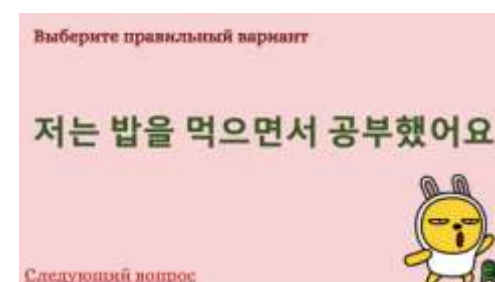 Выберите правильный вариант
저는 밥을 먹으면서 공부했어요
Следующий вопрос